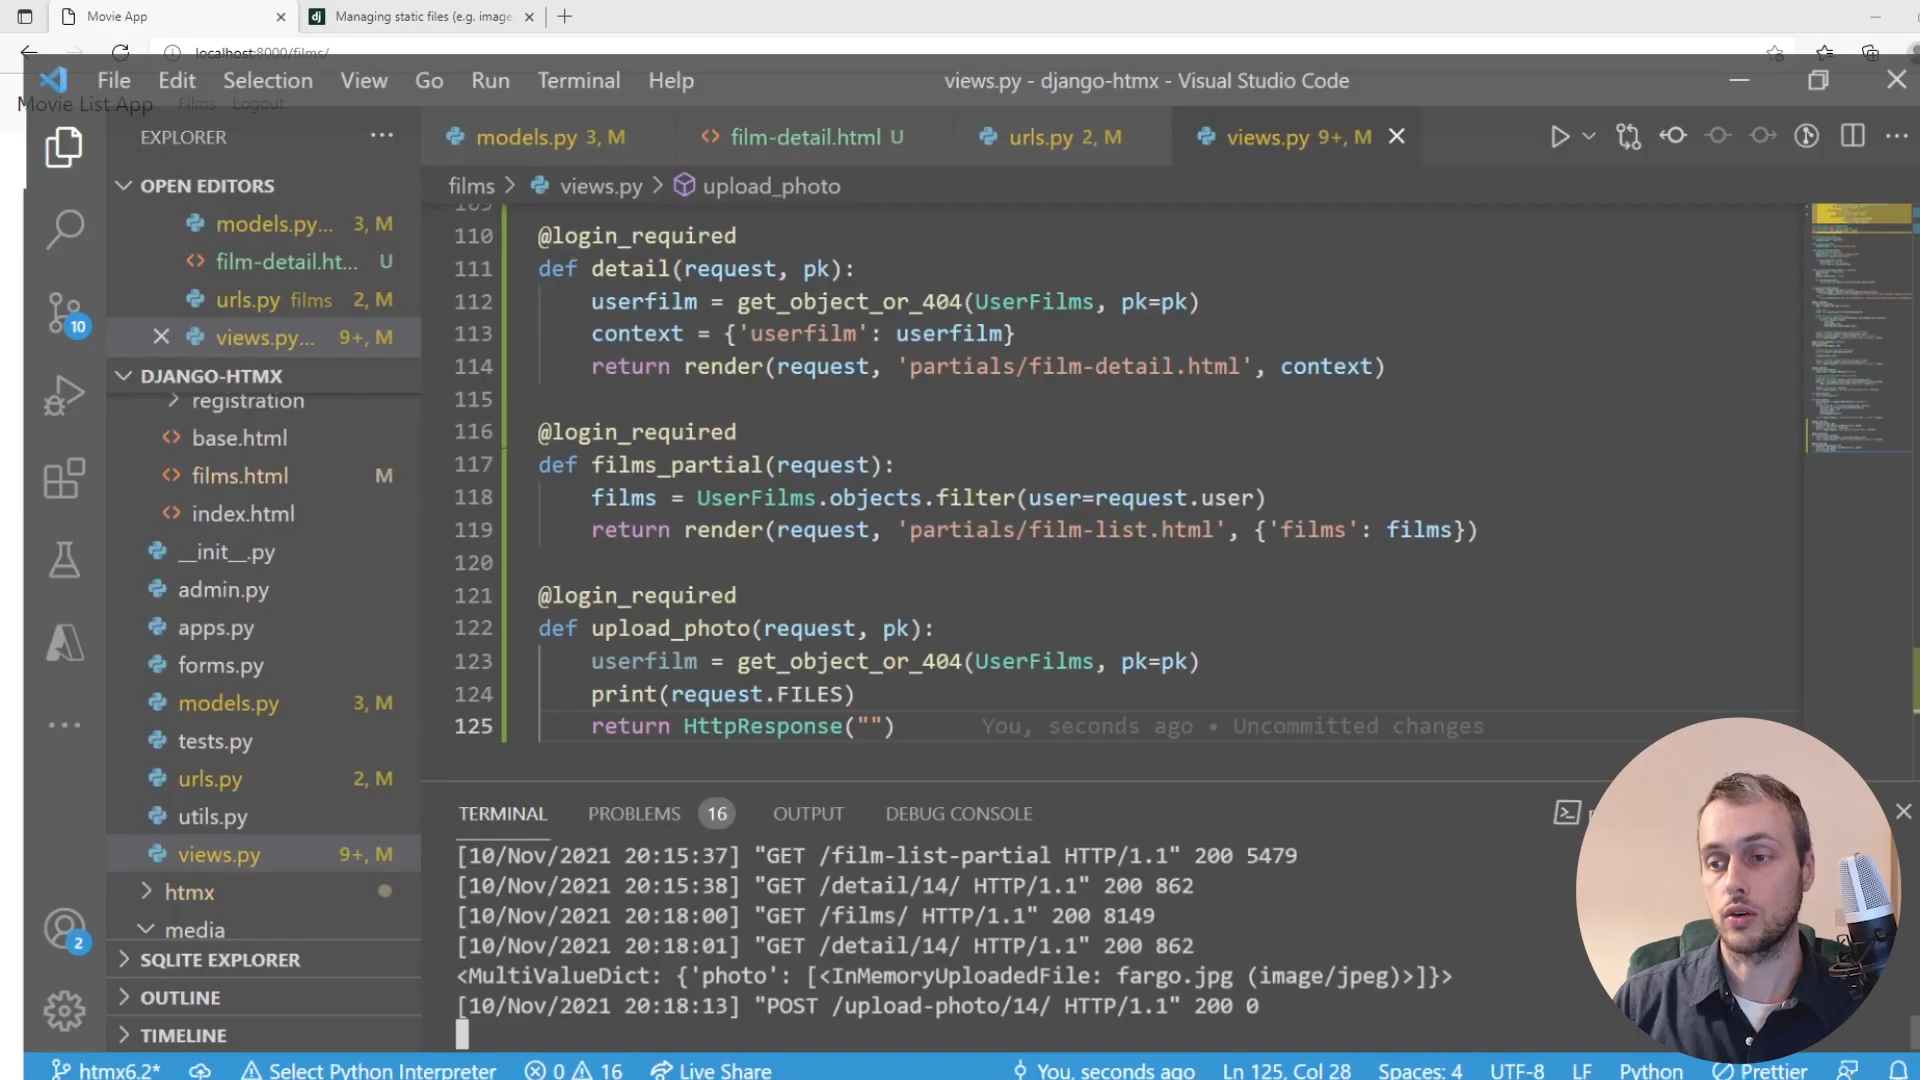 Movie App
Managing static files (e.g. image
localhost:8000/films/
File Edit Selection View Go Run Terminal Help
views.py - django-htmx - Visual Studio Code
Movie List App Films Logout
EXPLORER
models.py 3, M
film-detail.html U
urls.py 2, M
views.py 9+, M
OPEN EDITORS
films > views.py > upload_photo
models.py... 3, M
film-detail.ht... U
urls.py films 2, M
views.py... 9+, M
DJANGO-HTMX
registration
base.html
films.html M
index.html
__init__.py
admin.py
apps.py
forms.py
models.py 3, M
tests.py
urls.py 2, M
utils.py
views.py 9+, M
htmx
media
SQLITE EXPLORER
OUTLINE
TIMELINE
10
2
109
110 @login_required
111 def detail(request, pk):
112 userfilm = get_object_or_404(UserFilms, pk=pk)
113 context = {'userfilm': userfilm}
114 return render(request, 'partials/film-detail.html', context)
115
116 @login_required
117 def films_partial(request):
118 films = UserFilms.objects.filter(user=request.user)
119 return render(request, 'partials/film-list.html', {'films': films})
120
121 @login_required
122 def upload_photo(request, pk):
123 userfilm = get_object_or_404(UserFilms, pk=pk)
124 print(request.FILES)
125 return HttpResponse("") You, seconds ago • Uncommitted changes
TERMINAL PROBLEMS 16 OUTPUT DEBUG CONSOLE
[10/Nov/2021 20:15:37] "GET /film-list-partial HTTP/1.1" 200 5479
[10/Nov/2021 20:15:38] "GET /detail/14/ HTTP/1.1" 200 862
[10/Nov/2021 20:18:00] "GET /films/ HTTP/1.1" 200 8149
[10/Nov/2021 20:18:01] "GET /detail/14/ HTTP/1.1" 200 862
<MultiValueDict: {'photo': [<InMemoryUploadedFile: fargo.jpg (image/jpeg)>]}>
[10/Nov/2021 20:18:13] "POST /upload-photo/14/ HTTP/1.1" 200 0
htmx6.2* Select Python Interpreter 0 16 Live Share You, seconds ago Ln 125, Col 28 Spaces: 4 UTF-8 LF Python Prettier